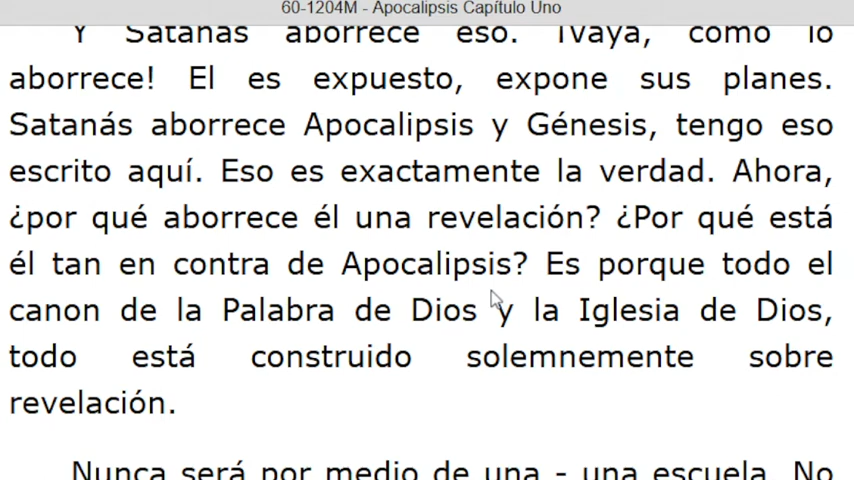 60-1204M - Apocalipsis Capítulo Uno
Y Satanás aborrece eso. ¡Vaya, cómo lo
aborrece! El es expuesto, expone sus planes.
Satanás aborrece Apocalipsis y Génesis, tengo eso
escrito aquí. Eso es exactamente la verdad. Ahora,
¿por qué aborrece él una revelación? ¿Por qué está
él tan en contra de Apocalipsis? Es porque todo el
canon de la Palabra de Dios y la Iglesia de Dios,
todo está construido solemnemente sobre
revelación.
Nunca será por medio de una - una escuela. No